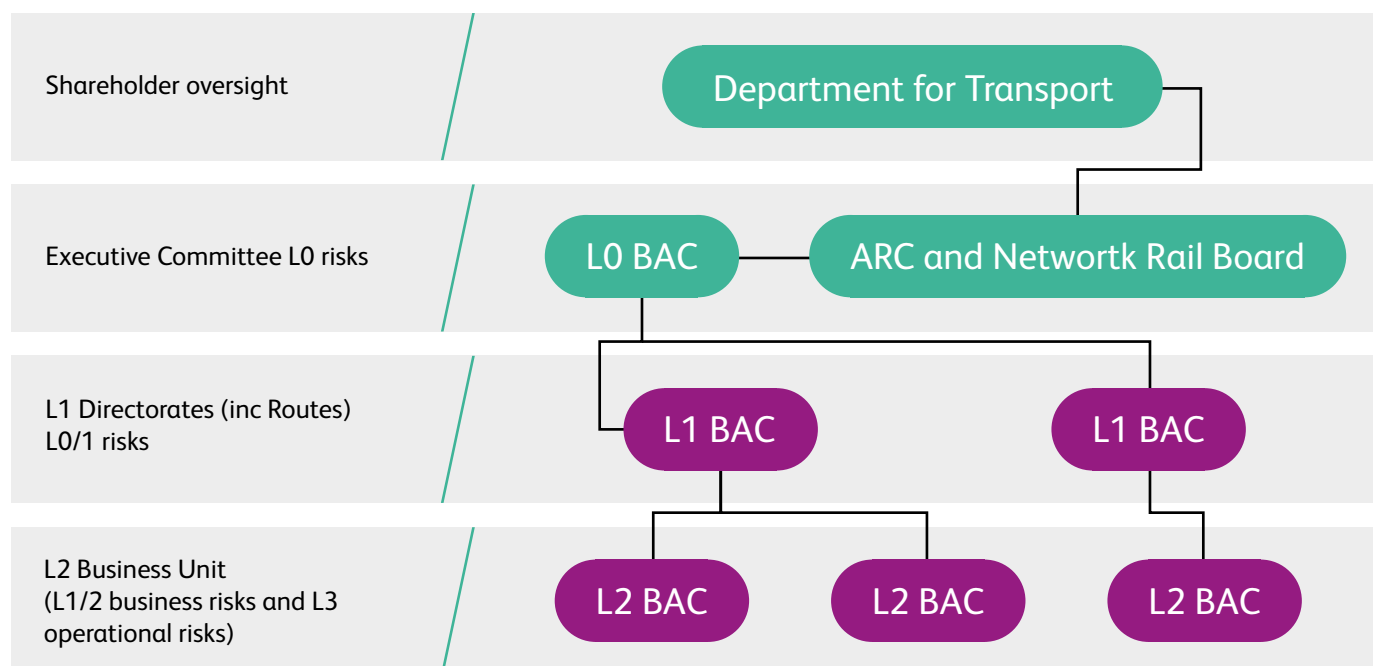 Shareholder oversight
Department for Transport
Executive Committee L0 risks
L0 BAC
ARC and Networtk Rail Board
L1 Directorates (inc Routes)
L0/1 risks
L1 BAC
L1 BAC
L2 Business Unit
(L1/2 business risks and L3
operational risks)
L2 BAC
L2 BAC
L2 BAC